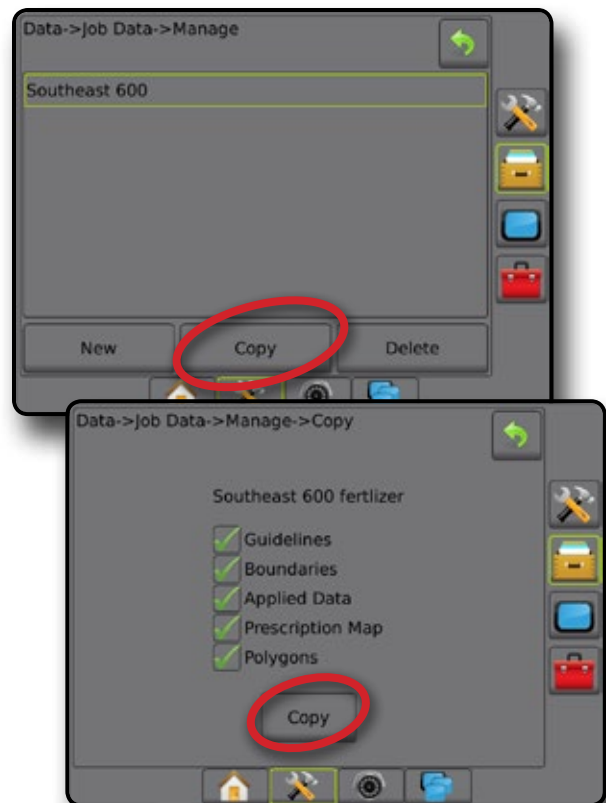 Data->Job Data->Manage
Southeast 600
New Copy Delete
Data->Job Data->Manage->Copy
Southeast 600 fertlizer
Guidelines
Boundaries
Applied Data
Prescription Map
Polygons
Copy